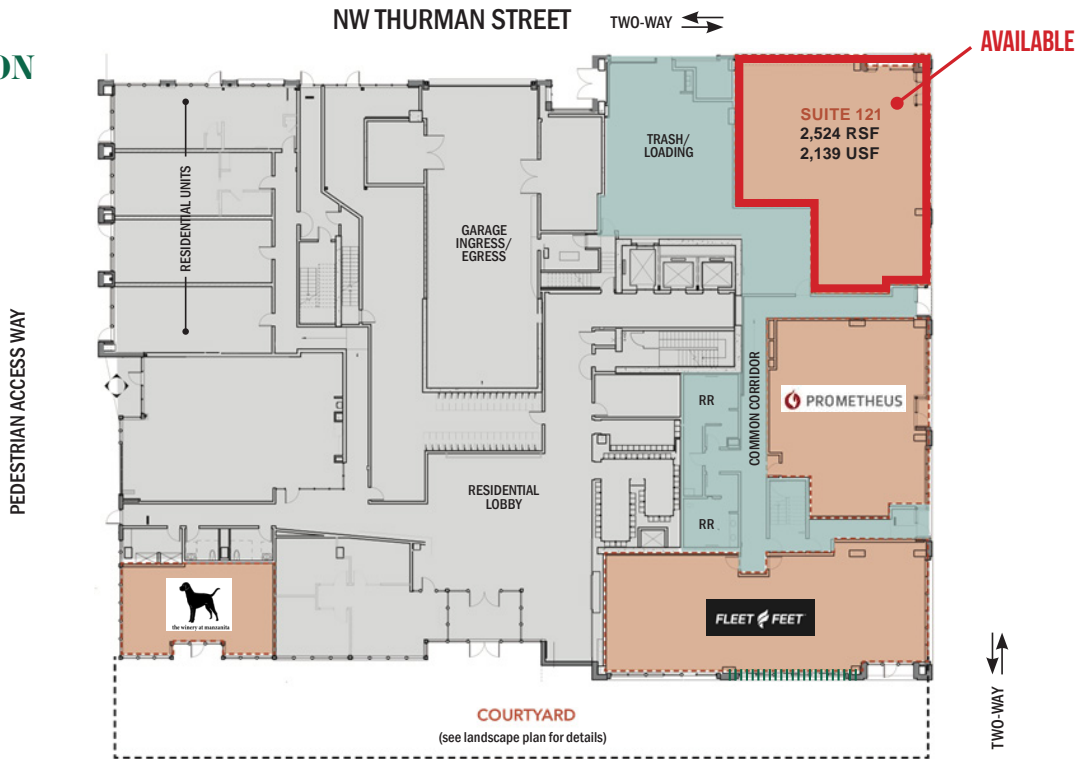 NW THURMAN STREET
TWO-WAY
AVAILABLE
ON
SUITE 121
2,524 RSF
2,139 USF
TRASH/
LOADING
RESIDENTIAL UNITS
GARAGE
INGRESS/
EGRESS
PEDESTRIAN ACCESS WAY
COMMON CORRIDOR
PROMETHEUS
RR
RESIDENTIAL
LOBBY
RR
the winery at manzanita
FLEET FEET
TWO-WAY
COURTYARD
(see landscape plan for details)